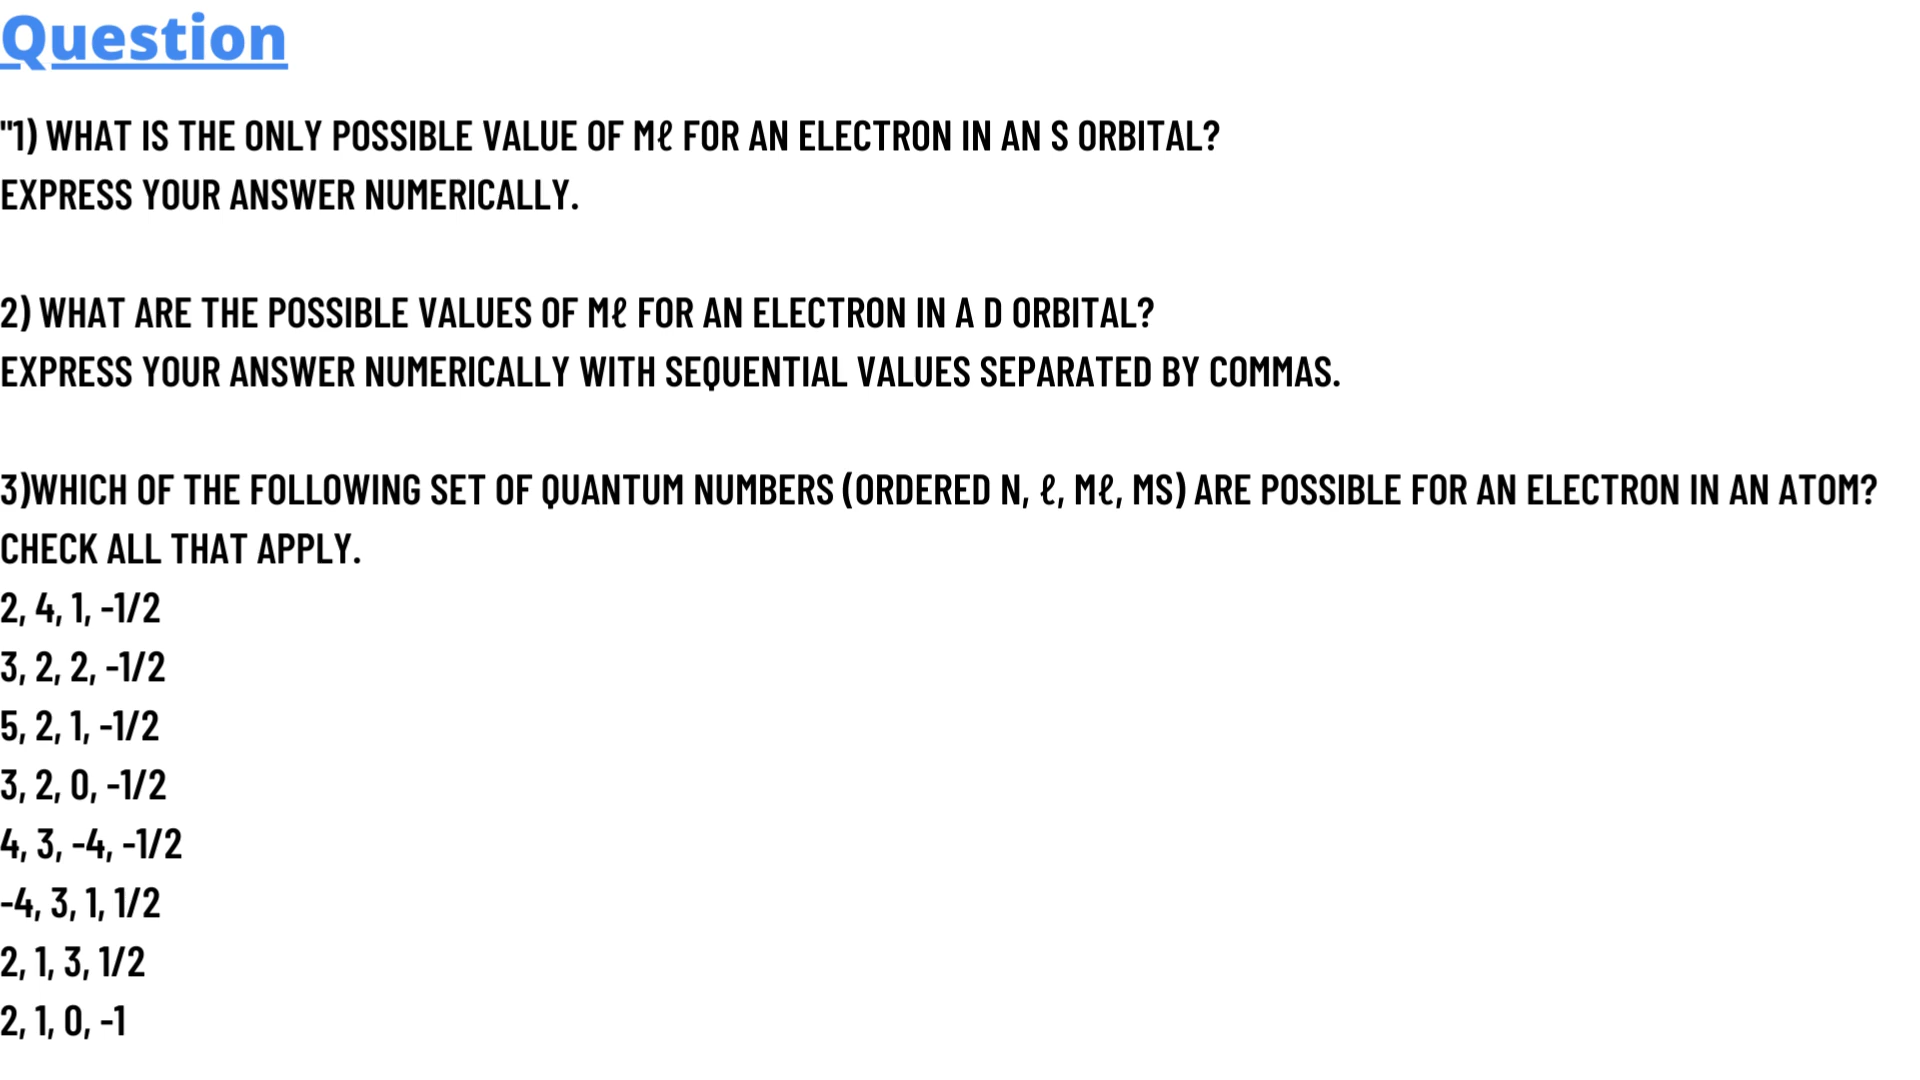 Question
"1) WHAT IS THE ONLY POSSIBLE VALUE OF Mℓ FOR AN ELECTRON IN AN S ORBITAL?
EXPRESS YOUR ANSWER NUMERICALLY.
2) WHAT ARE THE POSSIBLE VALUES OF Mℓ FOR AN ELECTRON IN A D ORBITAL?
EXPRESS YOUR ANSWER NUMERICALLY WITH SEQUENTIAL VALUES SEPARATED BY COMMAS.
3)WHICH OF THE FOLLOWING SET OF QUANTUM NUMBERS (ORDERED N, ℓ, Mℓ, MS) ARE POSSIBLE FOR AN ELECTRON IN AN ATOM?
CHECK ALL THAT APPLY.
2, 4, 1, -1/2
3, 2, 2, -1/2
5, 2, 1, -1/2
3, 2, 0, -1/2
4, 3, -4, -1/2
-4, 3, 1, 1/2
2, 1, 3, 1/2
2, 1, 0, -1